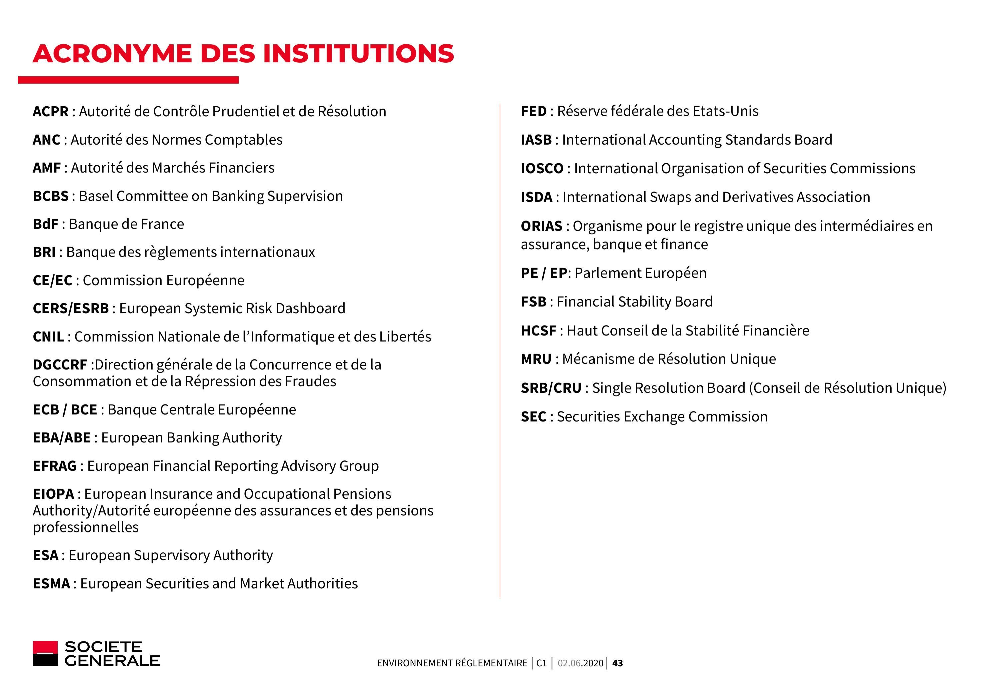 ACRONYME DES INSTITUTIONS
ACPR : Autorité de Contrôle Prudentiel et de Résolution
ANC : Autorité des Normes Comptables
AMF : Autorité des Marchés Financiers
BCBS : Basel Committee on Banking Supervision
BdF : Banque de France
BRI : Banque des règlements internationaux
CE/EC : Commission Européenne
CERS/ESRB : European Systemic Risk Dashboard
CNIL : Commission Nationale de l’Informatique et des Libertés
DGCCRF :Direction générale de la Concurrence et de la
Consommation et de la Répression des Fraudes
ECB / BCE : Banque Centrale Européenne
EBA/ABE : European Banking Authority
EFRAG : European Financial Reporting Advisory Group
EIOPA : European Insurance and Occupational Pensions
Authority/Autorité européenne des assurances et des pensions
professionnelles
ESA : European Supervisory Authority
ESMA : European Securities and Market Authorities
FED : Réserve fédérale des Etats-Unis
IASB : International Accounting Standards Board
IOSCO : International Organisation of Securities Commissions
ISDA : International Swaps and Derivatives Association
ORIAS : Organisme pour le registre unique des intermédiaires en
assurance, banque et finance
PE / EP: Parlement Européen
FSB : Financial Stability Board
HCSF : Haut Conseil de la Stabilité Financière
MRU : Mécanisme de Résolution Unique
SRB/CRU : Single Resolution Board (Conseil de Résolution Unique)
SEC : Securities Exchange Commission
SOCIETE
GENERALE
ENVIRONNEMENT RÉGLEMENTAIRE | C1 | 02.06.2020 | 43